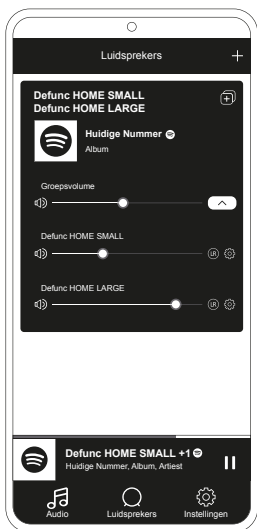 Luidsprekers
Defunc HOME SMALL
Defunc HOME LARGE
Huidige Nummer
Album
Groepsvolume
Defunc HOME SMALL
LR
Defunc HOME LARGE
LR
Defunc HOME SMALL +1
Huidige Nummer, Album, Artiest
Audio
Luidsprekers
Instellingen